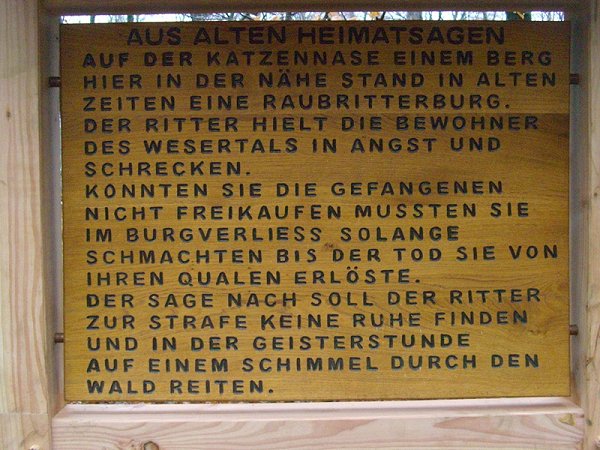 AUS ALTEN HEIMATSAGEN
AUF DER KATZENNASE EINEM BERG
HIER IN DER NÄHE STAND IN ALTEN
ZEITEN EINE RAUBRITTERBURG.
DER RITTER HIELT DIE BEWOHNER
DES WESERTALS IN ANGST UND
SCHRECKEN.
KONNTEN SIE DIE GEFANGENEN
NICHT FREIKAUFEN MUSSTEN SIE
IM BURGVERLIESS SOLANGE
SCHMACHTEN BIS DER TOD SIE VON
IHREN QUALEN ERLÖSTE.
DER SAGE NACH SOLL DER RITTER
ZUR STRAFE KEINE RUHE FINDEN
UND IN DER GEISTERSTUNDE
AUF EINEM SCHIMMEL DURCH DEN
WALD REITEN.